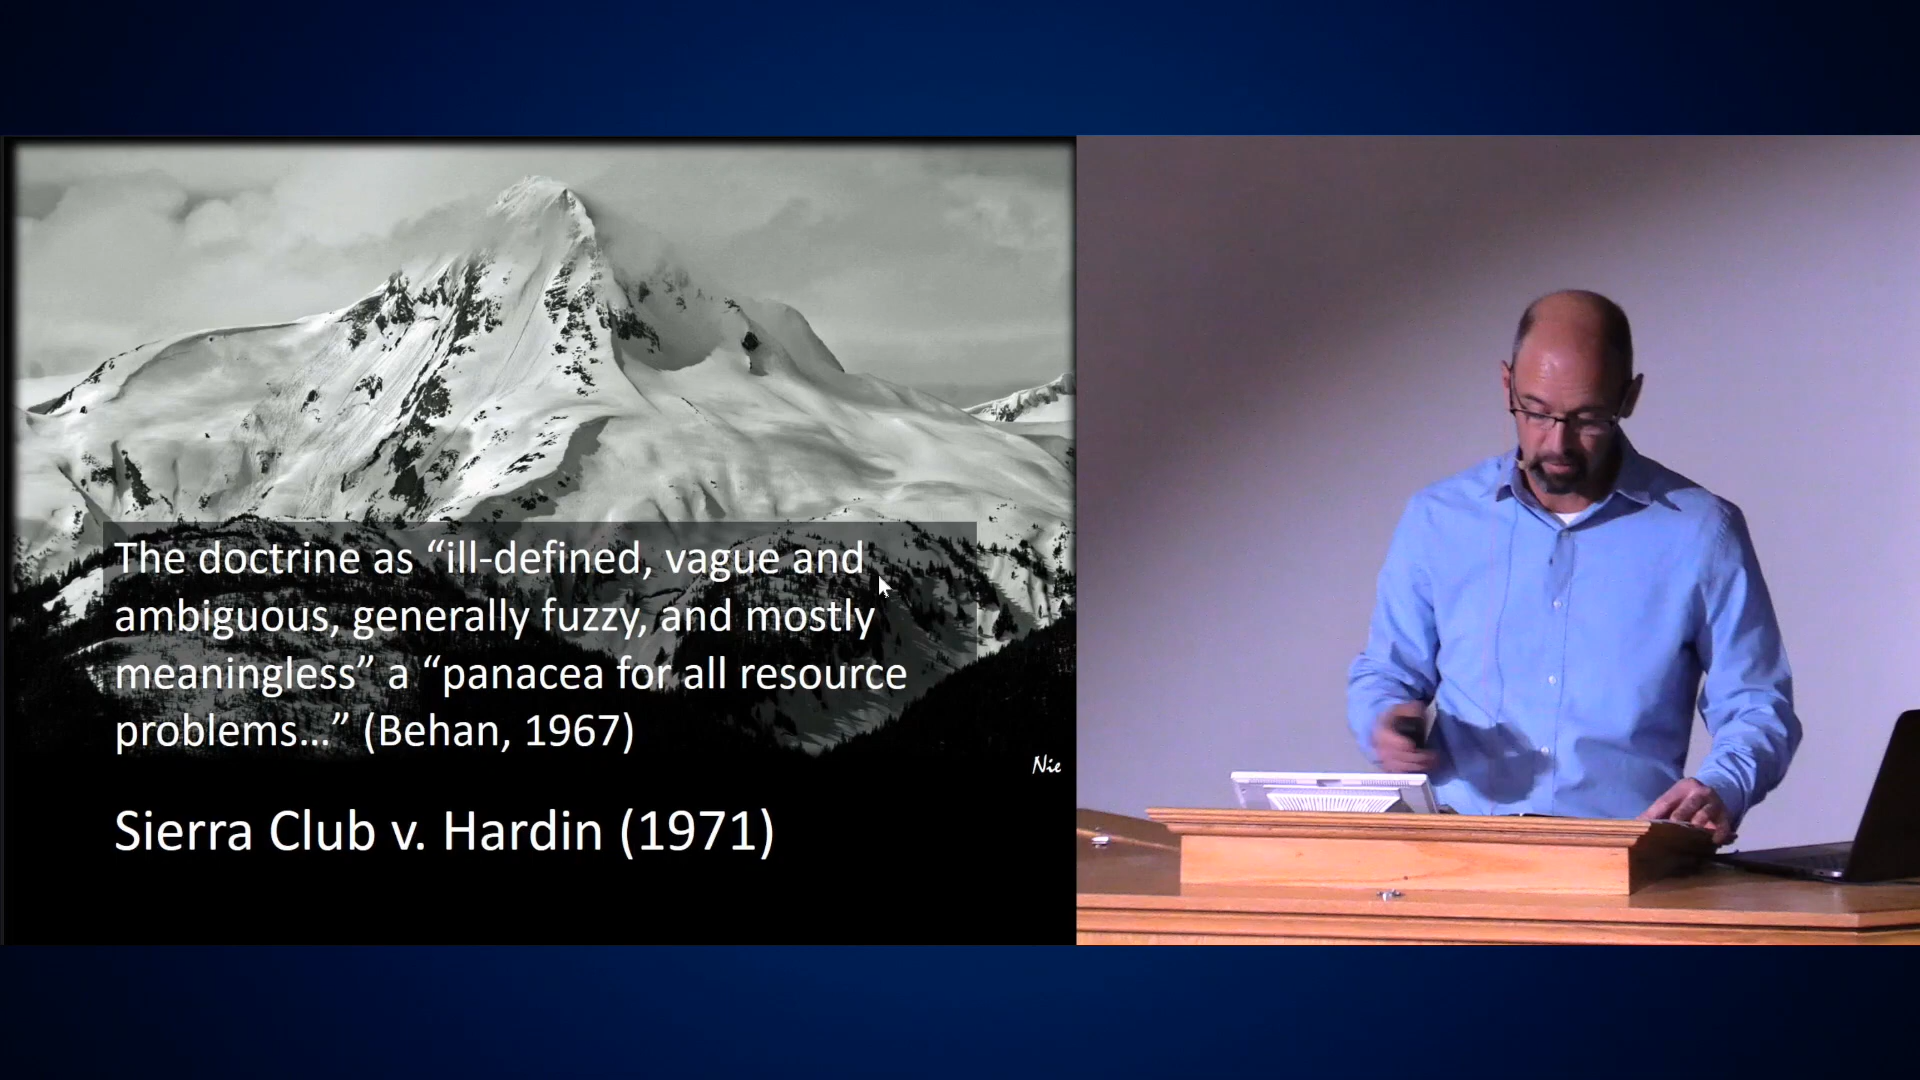 The doctrine as “ill-defined, vague and
ambiguous, generally fuzzy, and mostly
meaningless” a “panacea for all resource
problems…” (Behan, 1967)
Nie
Sierra Club v. Hardin (1971)